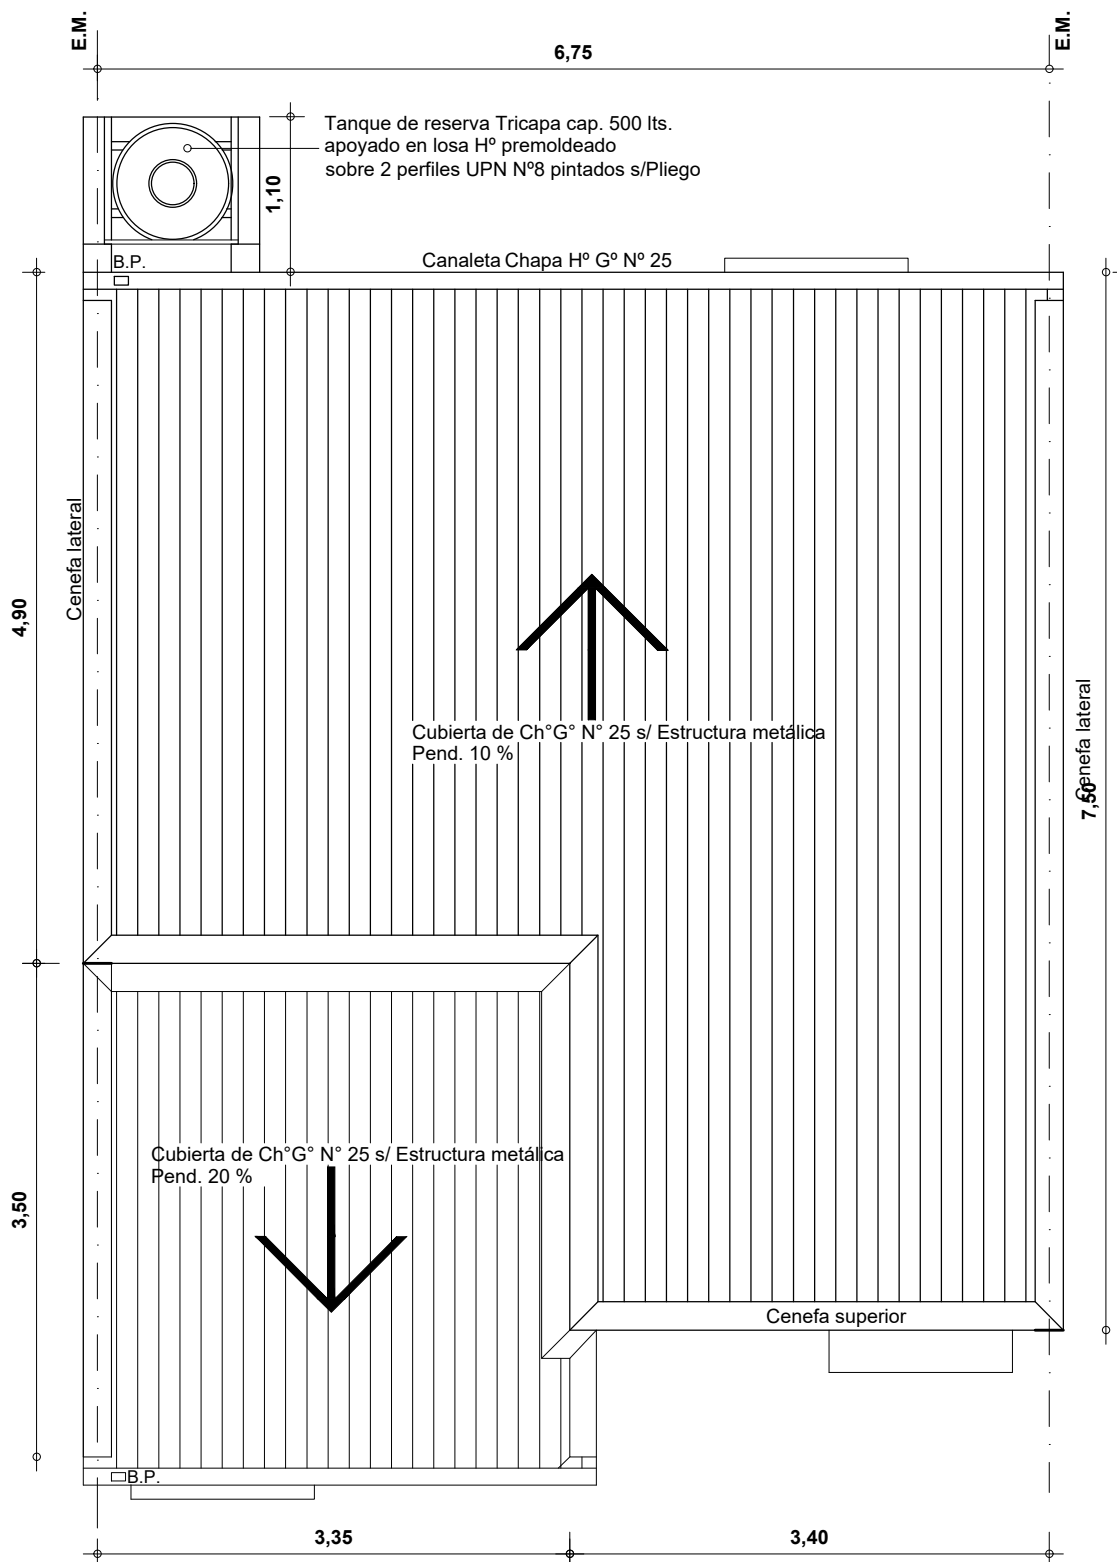 E.M.
E.M.
6,75
Tanque de reserva Tricapa cap. 500 lts.
apoyado en losa Hº premoldeado
sobre 2 perfiles UPN Nº8 pintados s/Pliego
1,10
B.P.
Canaleta Chapa Hº Gº Nº 25
Cenefa lateral
4,90
Cenefa lateral
7,50
Cubierta de Ch°G° N° 25 s/ Estructura metálica
Pend. 10 %
Cubierta de Ch°G° N° 25 s/ Estructura metálica
Pend. 20 %
3,50
Cenefa superior
B.P.
3,35
3,40